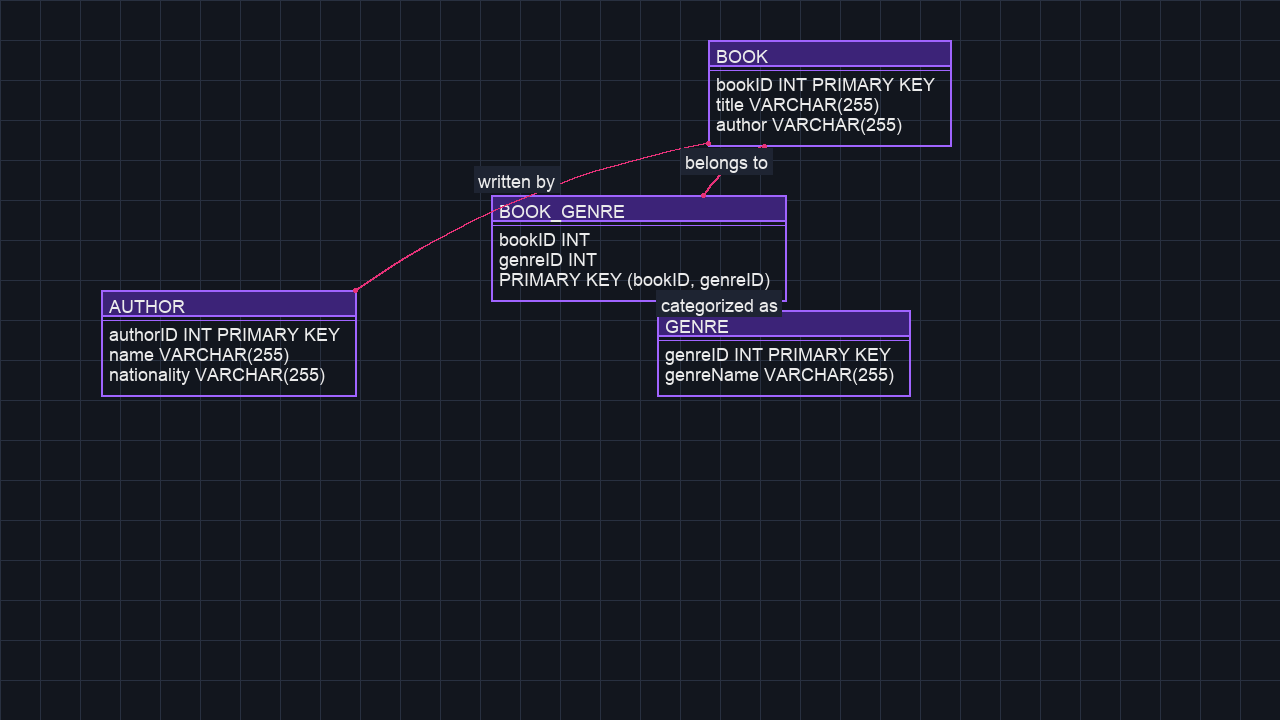 BOOK
bookID INT PRIMARY KEY
title VARCHAR(255)
author VARCHAR(255)
belongs to
written by
BOOK_GENRE
bookID INT
genreID INT
PRIMARY KEY (bookID, genreID)
AUTHOR
authorID INT PRIMARY KEY
name VARCHAR(255)
nationality VARCHAR(255)
categorized as
GENRE
genreID INT PRIMARY KEY
genreName VARCHAR(255)